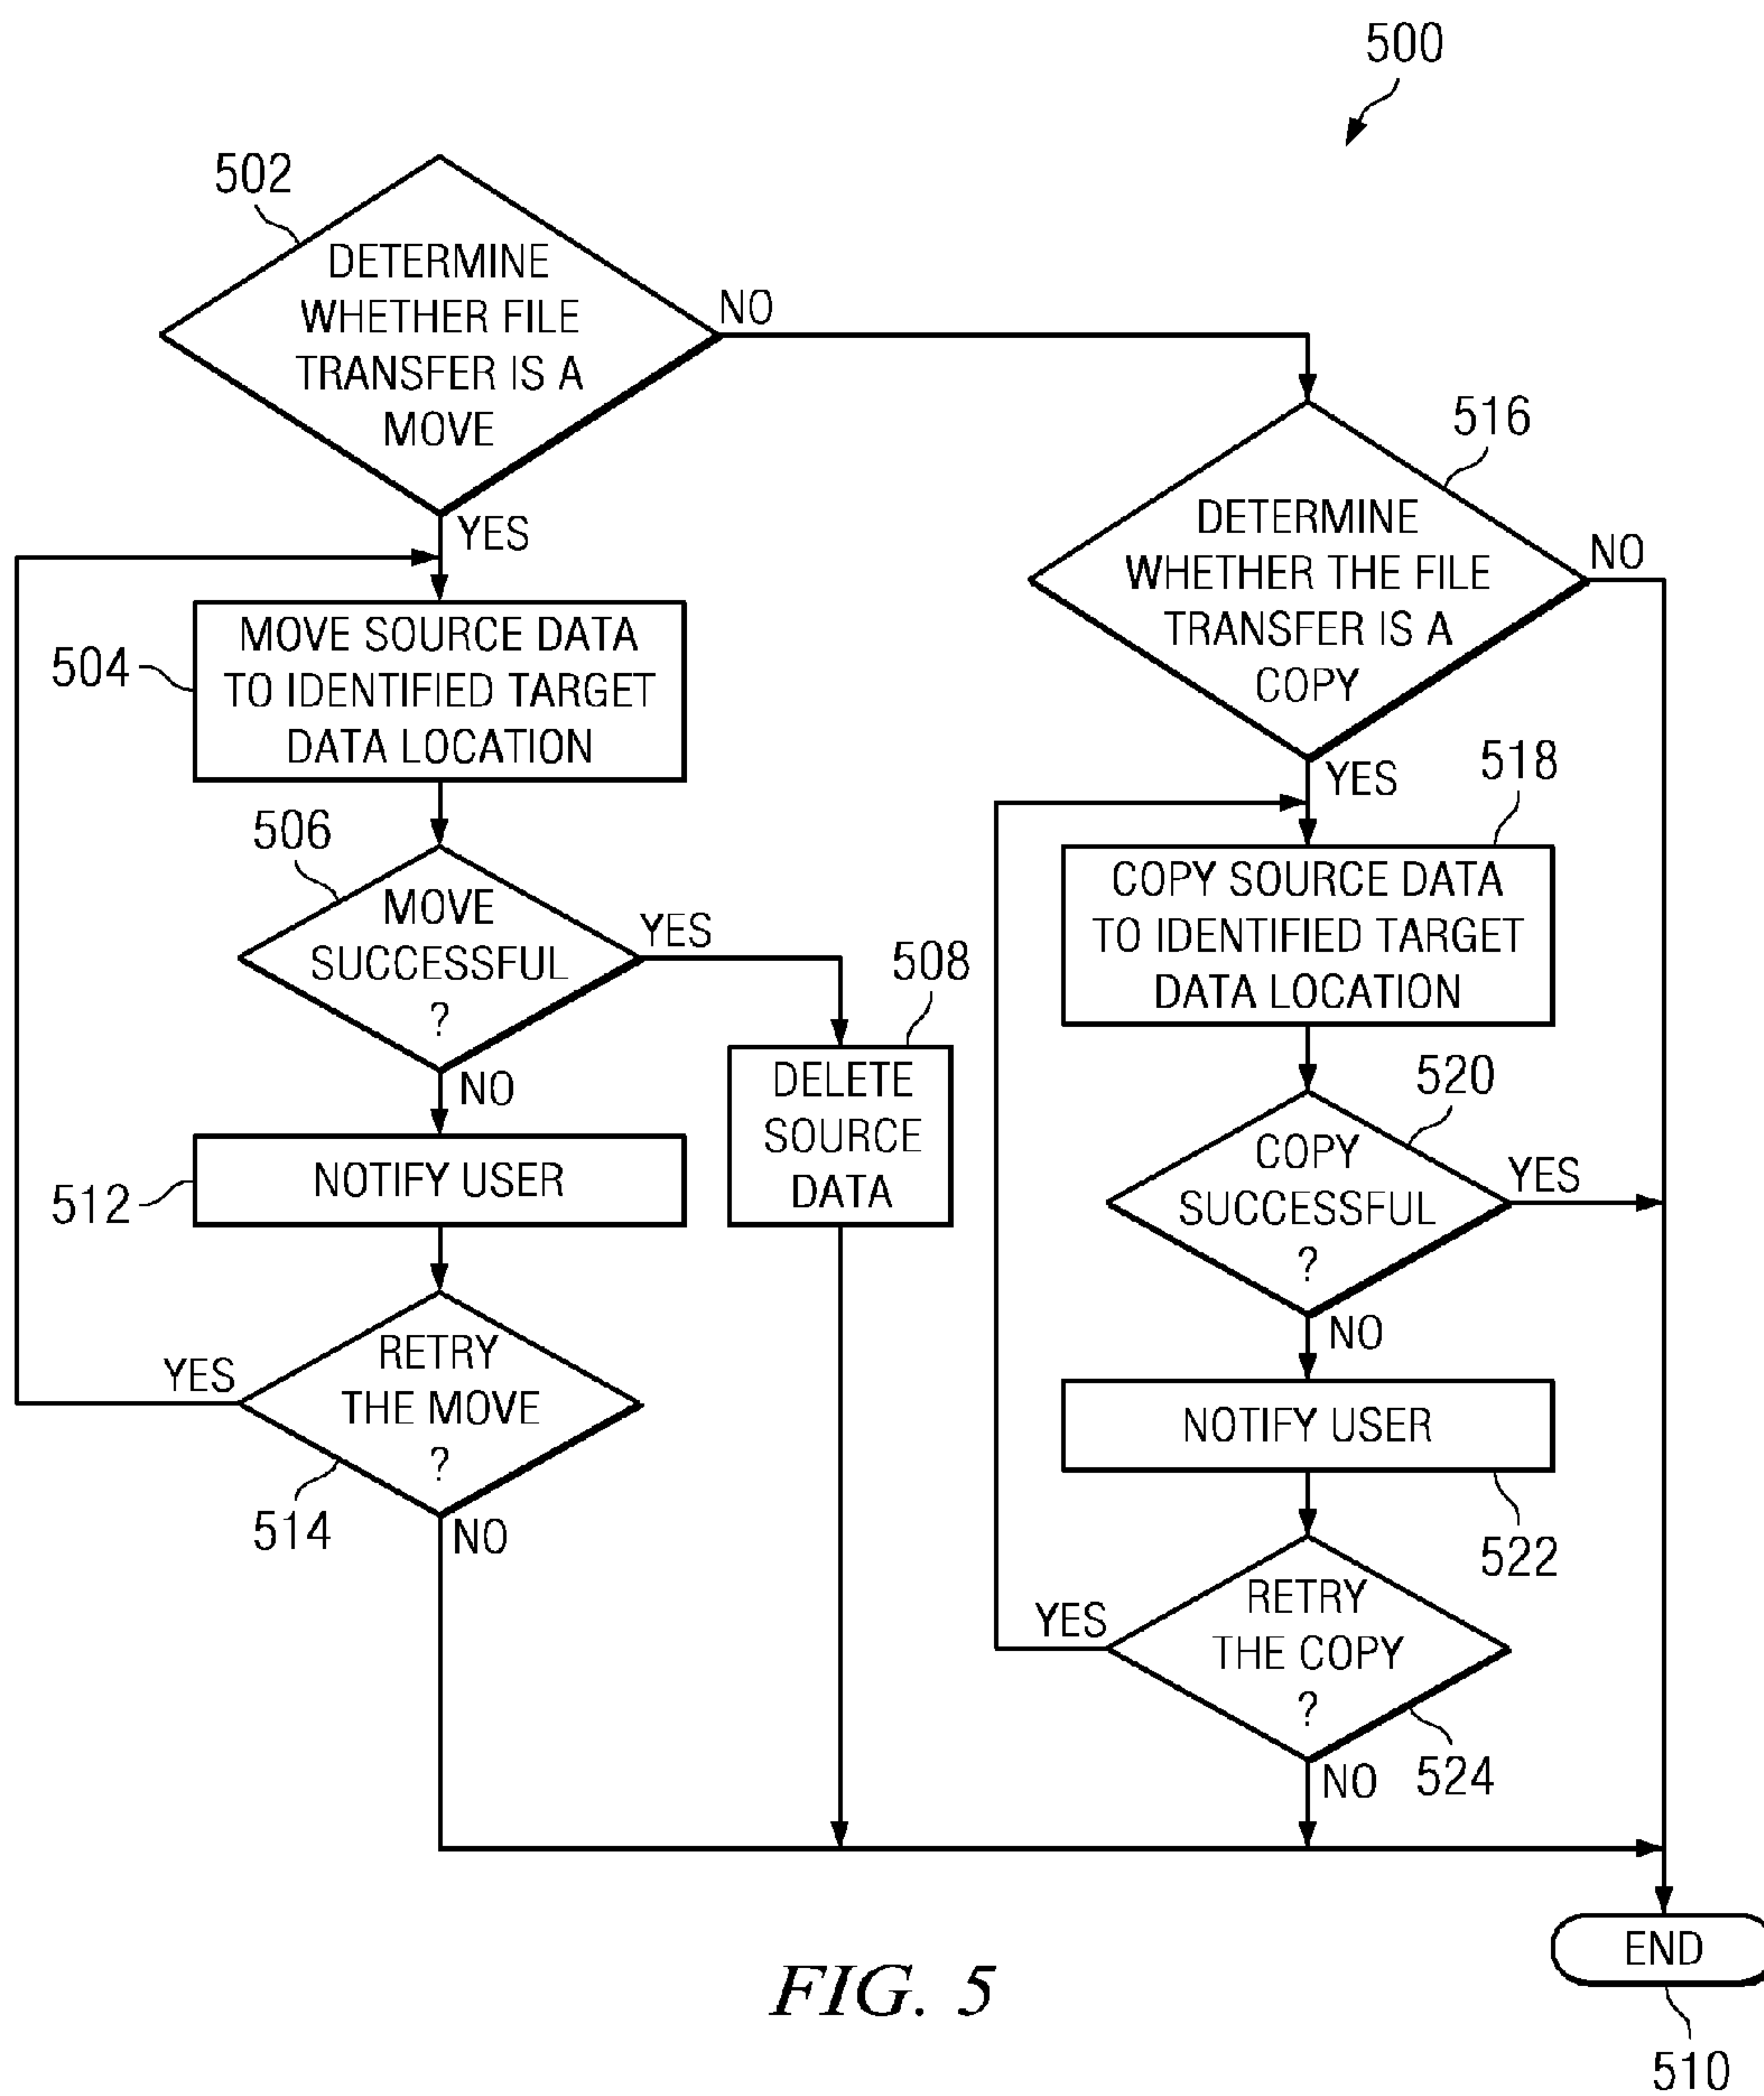 500
502
DETERMINE
WHETHER FILE
TRANSFER IS A
MOVE
NO
YES
504
MOVE SOURCE DATA
TO IDENTIFIED TARGET
DATA LOCATION
506
MOVE
SUCCESSFUL
?
YES
NO
508
DELETE
SOURCE
DATA
512
NOTIFY USER
RETRY
THE MOVE
?
YES
514
NO
516
DETERMINE
WHETHER THE FILE
TRANSFER IS A
COPY
NO
YES
518
COPY SOURCE DATA
TO IDENTIFIED TARGET
DATA LOCATION
520
COPY
SUCCESSFUL
?
YES
NO
NOTIFY USER
522
RETRY
THE COPY
?
YES
NO
524
END
510
FIG. 5